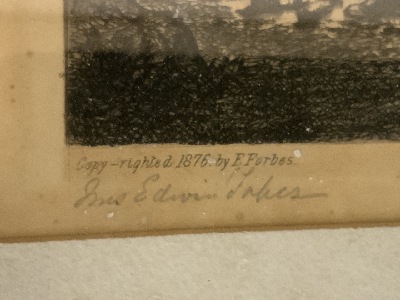 Copy-righted 1876 by E. Forbes.
Mrs Edwin Forbes